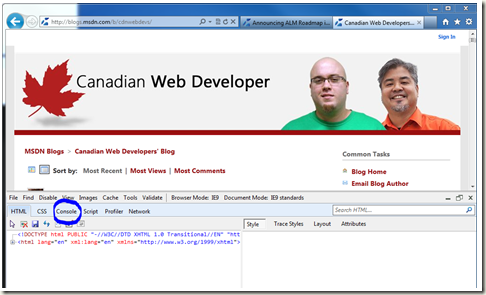 http://blogs.msdn.com/b/cdnwebdev/
Announcing ALM Roadmap i...
Canadian Web Developers...
Sign In
Canadian Web Developer
MSDN Blogs > Canadian Web Developers' Blog
Common Tasks
Sort by: Most Recent | Most Views | Most Comments
Blog Home
Email Blog Author
File Find Disable View Images Cache Tools Validate Browser Mode: IE9 Document Mode: IE9 standards
HTML CSS Console Script Profiler Network
Search HTML...
Style Trace Styles Layout Attributes
<!DOCTYPE html PUBLIC "-//W3C//DTD XHTML 1.0 Transitional//EN" "htt
<html lang="en" xml:lang="en" xmlns="http://www.w3.org/1999/xhtml">